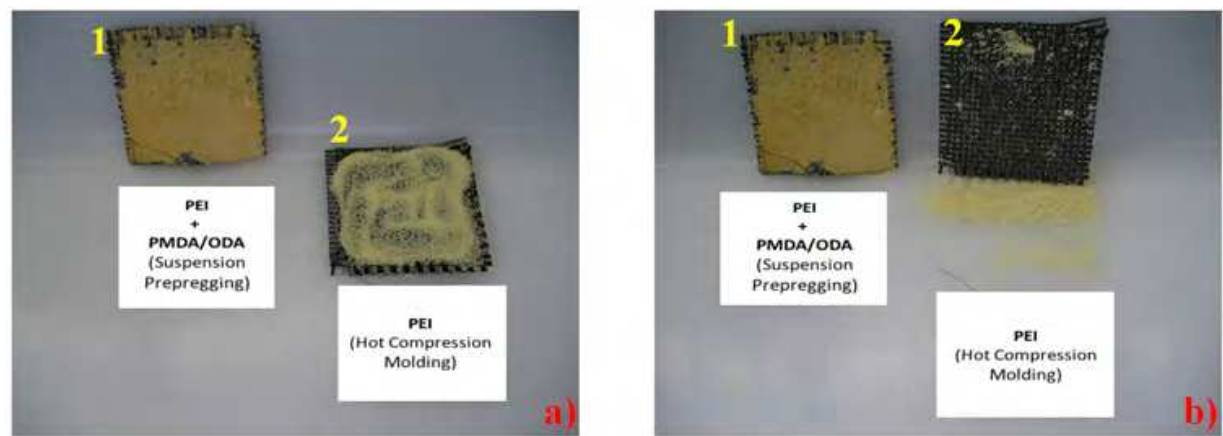 1
2
PEI
+
PMDA/ODA
(Suspension
Prepregging)
PEI
(Hot Compression
Molding)
a)
1
2
PEI
+
PMDA/ODA
(Suspension
Prepregging)
PEI
(Hot Compression
Molding)
b)